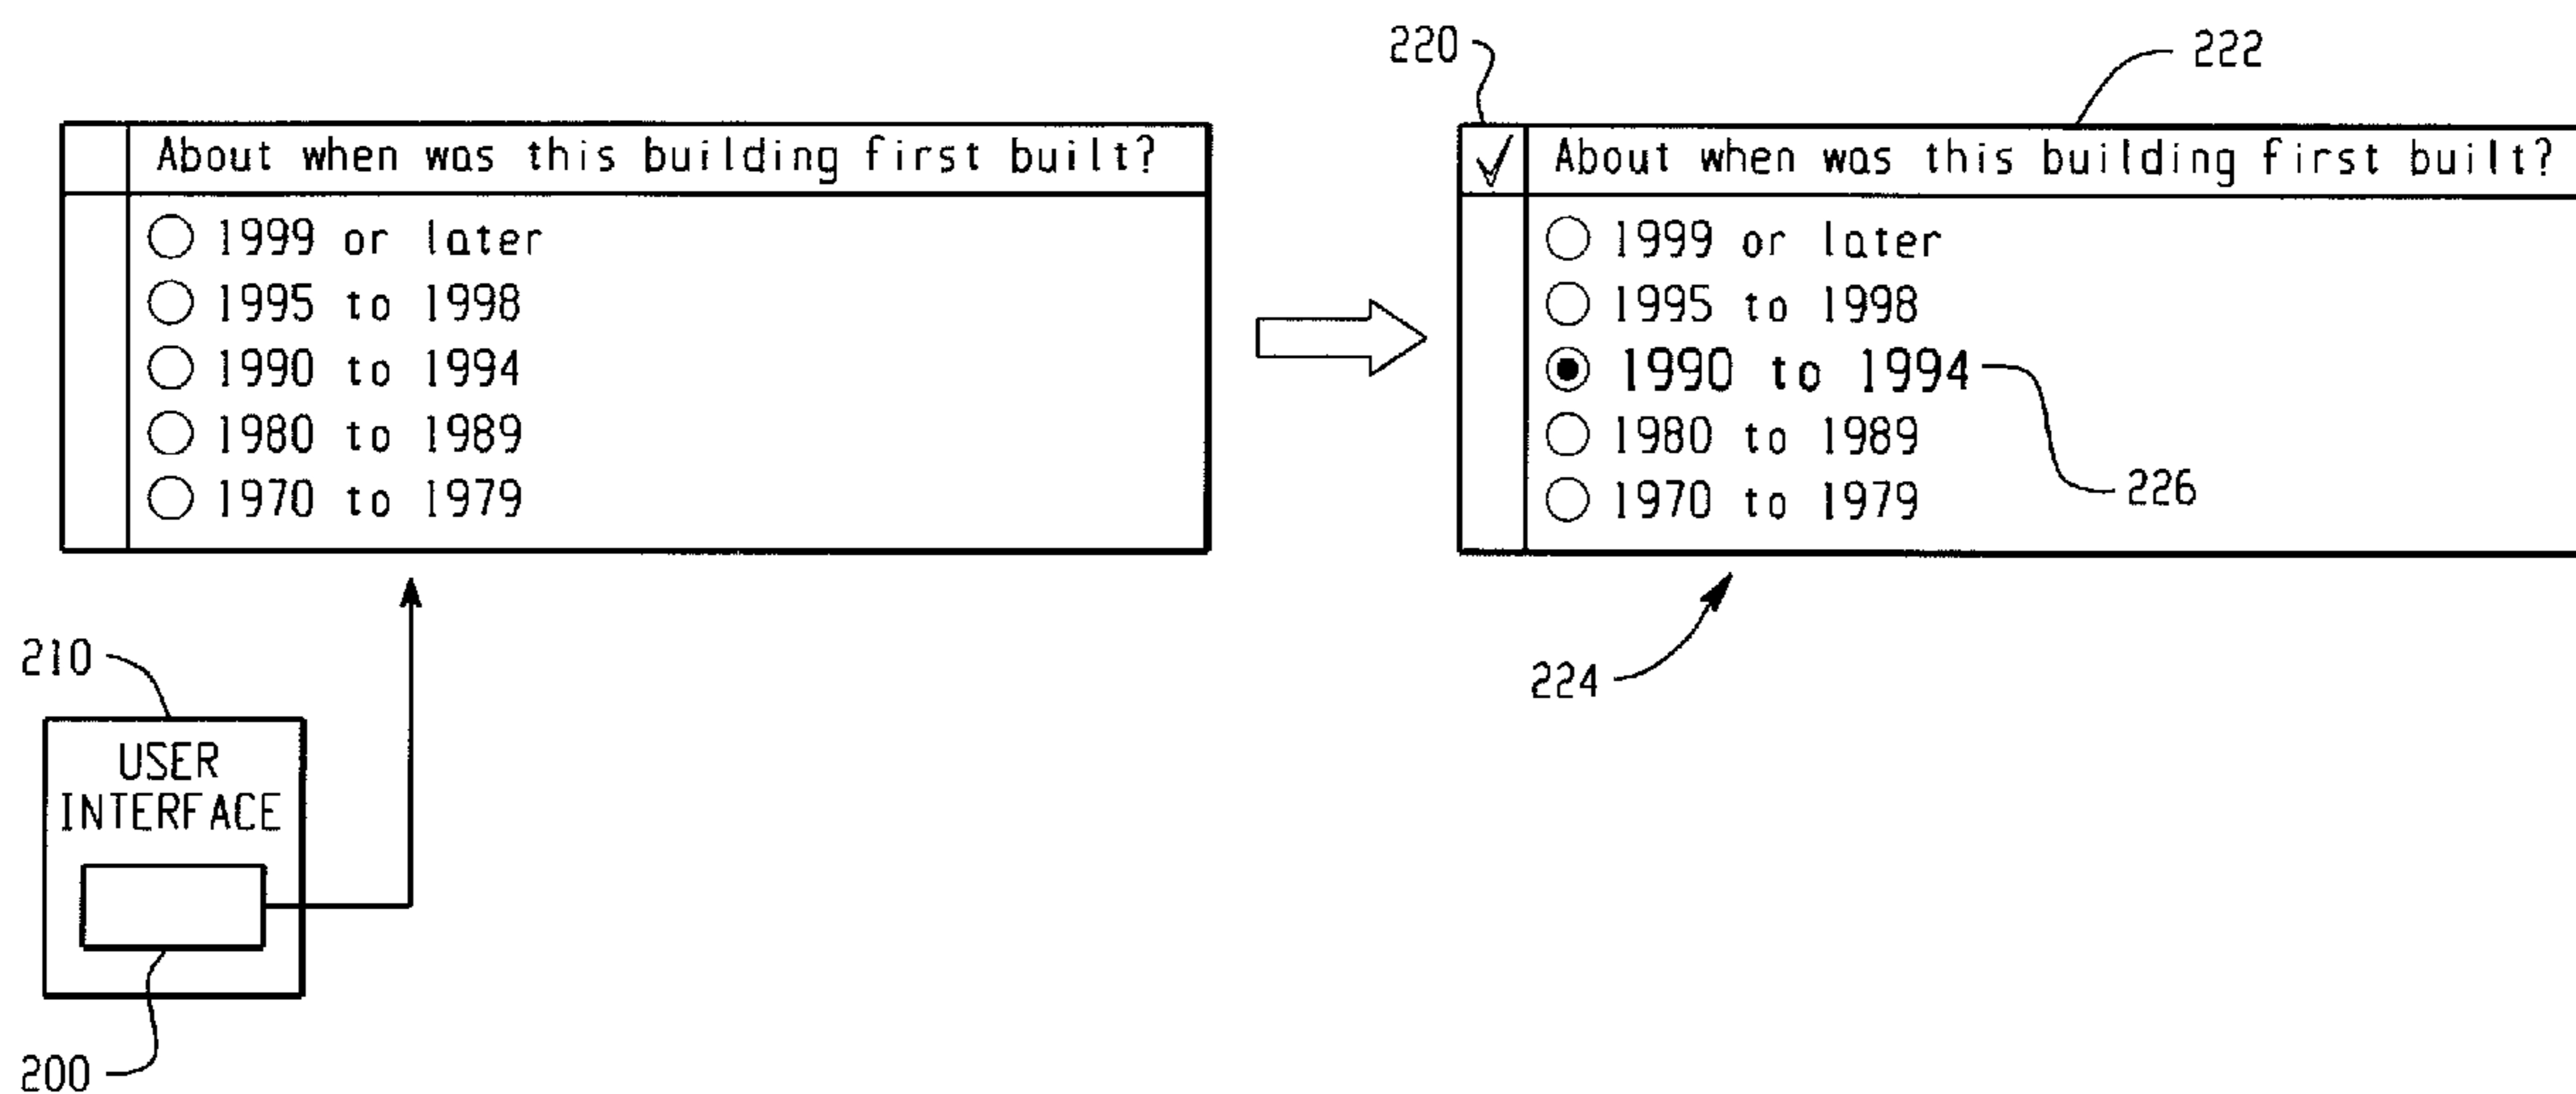 220
222
About when was this building first built?
1999 or later
1995 to 1998
1990 to 1994
1980 to 1989
1970 to 1979
✓ About when was this building first built?
1999 or later
1995 to 1998
1990 to 1994
1980 to 1989
1970 to 1979
226
224
210
USER
INTERFACE
200